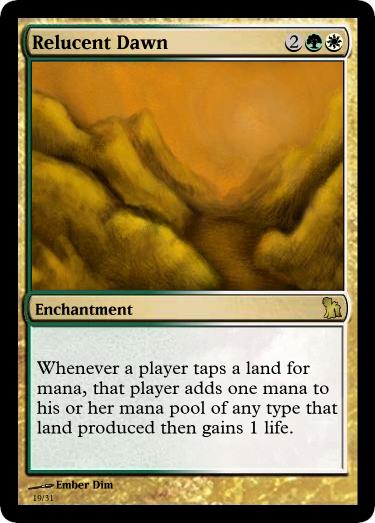 Relucent Dawn 2
Enchantment
Whenever a player taps a land for
mana, that player adds one mana to
his or her mana pool of any type that
land produced then gains 1 life.
Ember Dim
19/31